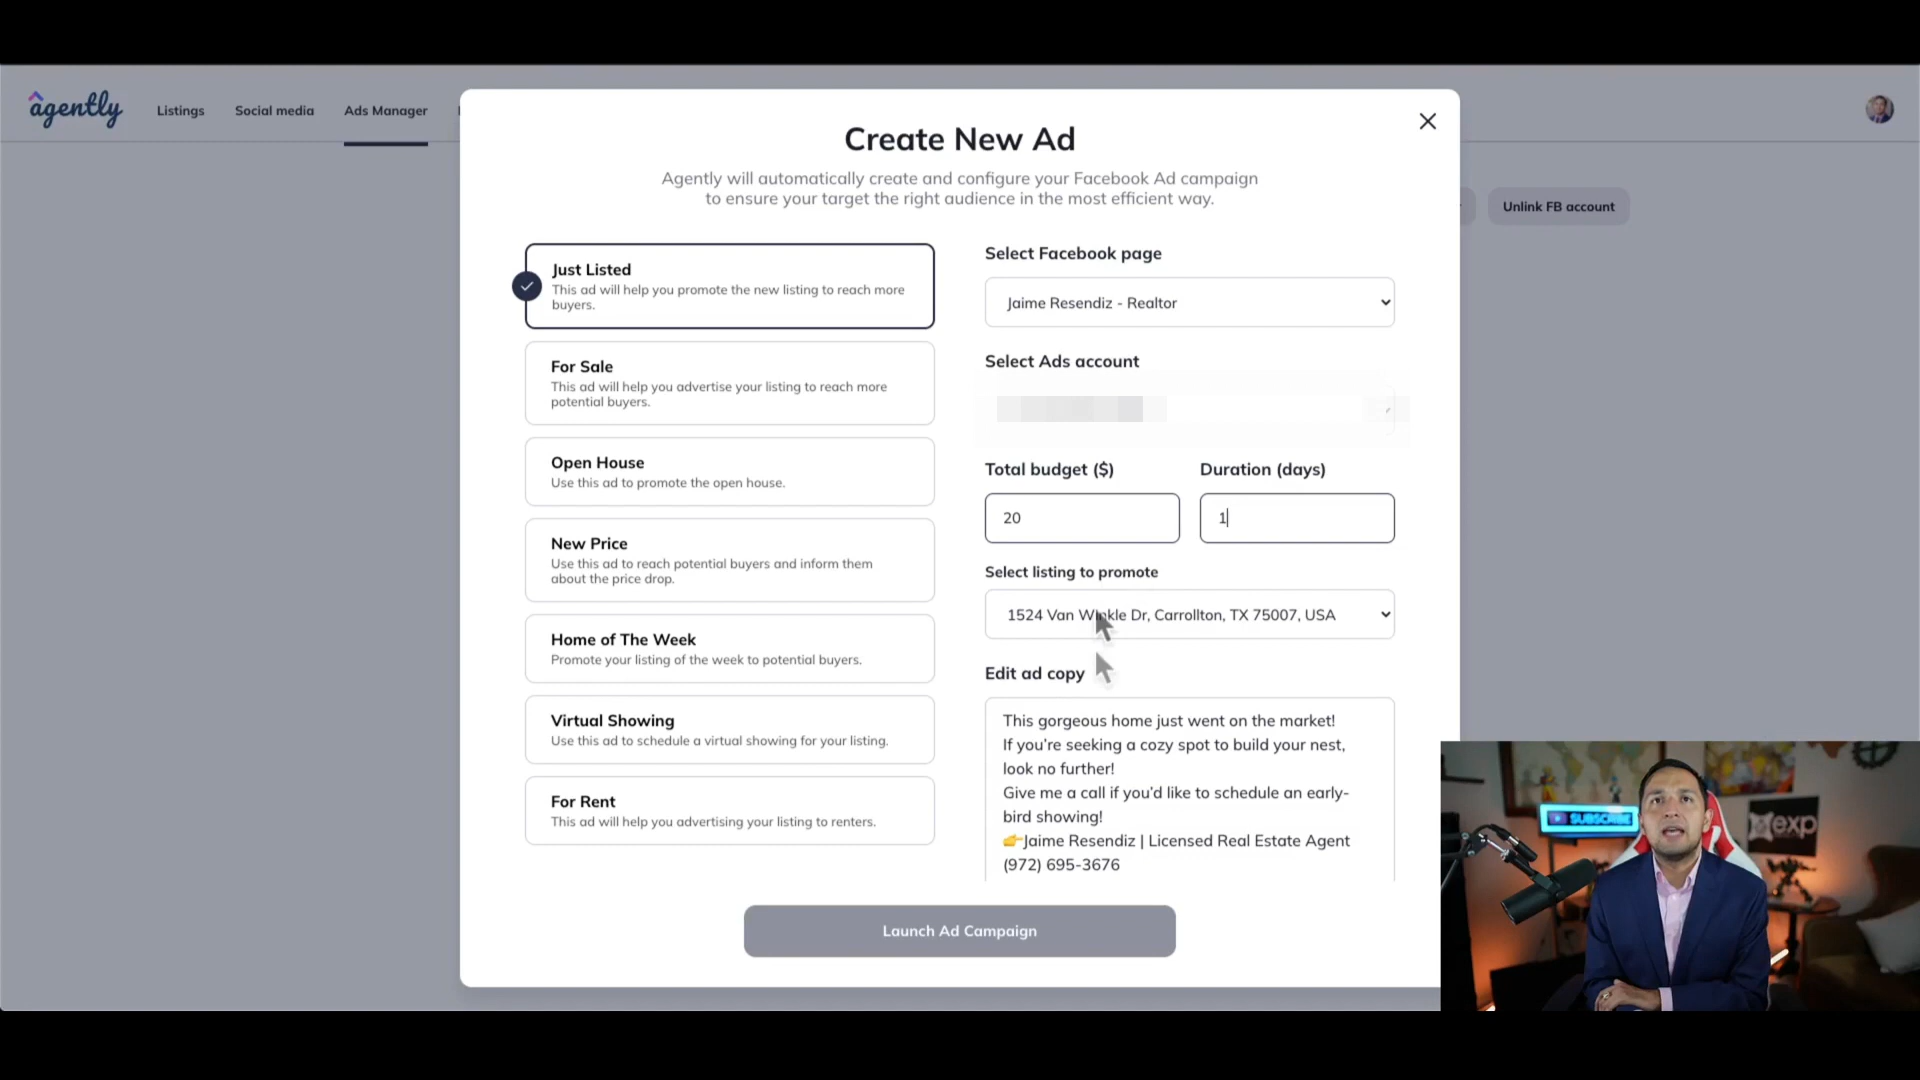 agently
Listings
Social media
Ads Manager
Create New Ad
Agently will automatically create and configure your Facebook Ad campaign
to ensure your target the right audience in the most efficient way.
Unlink FB account
Just Listed
This ad will help you promote the new listing to reach more
buyers.
For Sale
This ad will help you advertise your listing to reach more
potential buyers.
Open House
Use this ad to promote the open house.
New Price
Use this ad to reach potential buyers and inform them
about the price drop.
Home of The Week
Promote your listing of the week to potential buyers.
Virtual Showing
Use this ad to schedule a virtual showing for your listing.
For Rent
This ad will help you advertising your listing to renters.
Select Facebook page
Jaime Resendiz - Realtor
Select Ads account
Total budget ($)
Duration (days)
20
1
Select listing to promote
1524 Van Winkle Dr, Carrollton, TX 75007, USA
Edit ad copy
This gorgeous home just went on the market!
If you're seeking a cozy spot to build your nest,
look no further!
Give me a call if you'd like to schedule an early-
bird showing!
👉Jaime Resendiz | Licensed Real Estate Agent
(972) 695-3676
Launch Ad Campaign
SUBSCRIBE
exp